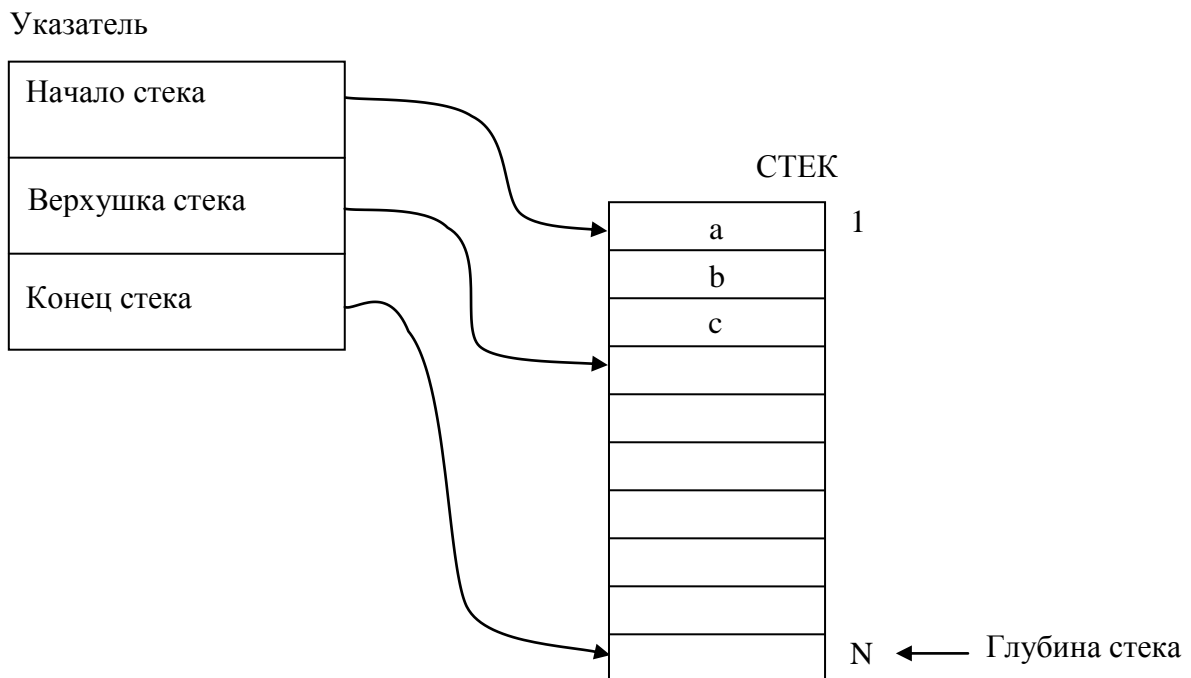 Указатель
Начало стека
Верхушка стека
Конец стека
СТЕК
a
1
b
c
N
Глубина стека